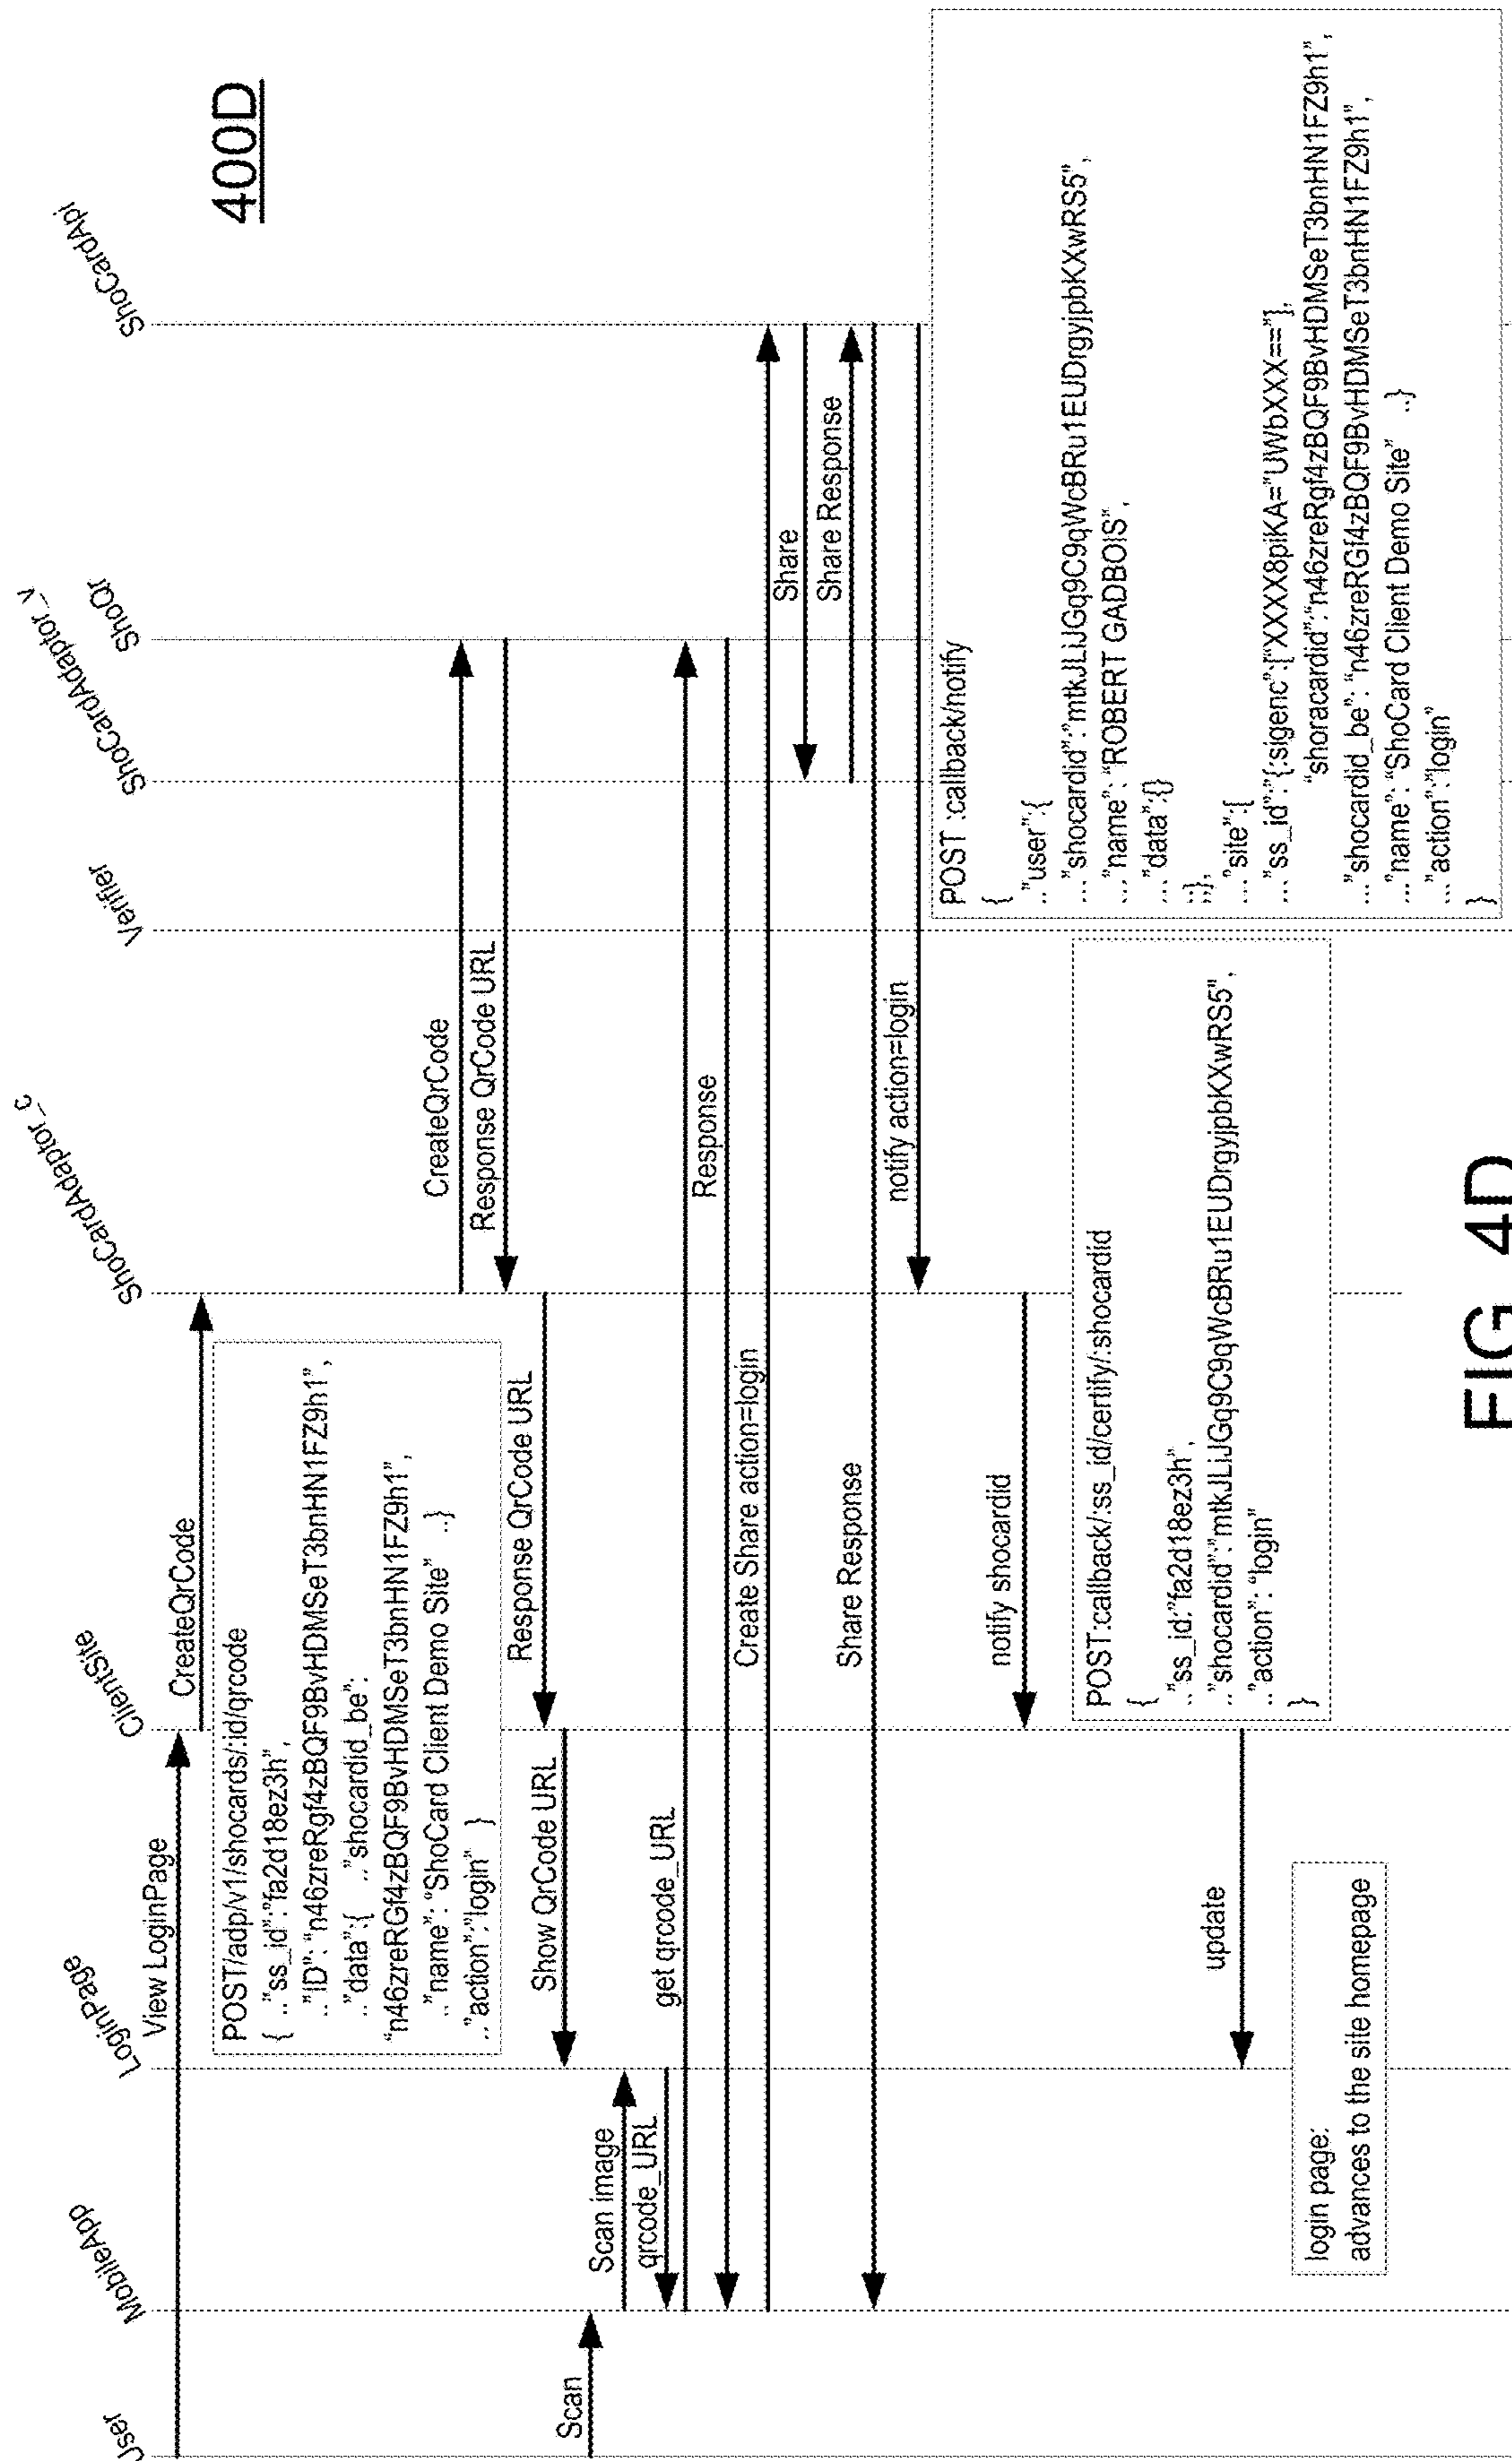 400D
User
MobileApp
LoginPage
ClientSite
ShoCardAdaptor_c
Verifier
ShoCardAdaptor_v
ShoQr
ShoCardApi
View LoginPage
CreateQrCode
POST/adp/v1/shocards/:id/qrcode
{ .."ss_id":"fa2d18ez3h",
.."ID": "n46zreRgf4zBQF9BvHDMSeT3bnHN1FZ9h1",
.."data":{ .."shocardid_be":
"n46zreRGf4zBQF9BvHDMSeT3bnHN1FZ9h1",
.."name": "ShoCard Client Demo Site" ..}
.."action":"login" }
CreateQrCode
Response QrCode URL
Response QrCode URL
Show QrCode URL
Scan
Scan image
qrcode_URL
get qrcode_URL
Response
Create Share action=login
Share
Share Response
Share Response
notify action=login
POST :callback/notify
{
.."user":{
..."shocardid":"mtkJLiJGq9C9qWcBRu1EUDrgyjpbKXwRS5",
..."name": "ROBERT GADBOIS",
..."data":{}
;;},
..."site":[
..."ss_id":"{:sigenc":["XXXX8piKA="UWbXXX=="],
"shoracardid":"n46zreRgf4zBQF9BvHDMSeT3bnHN1FZ9h1",
..."shocardid_be": "n46zreRGf4zBQF9BvHDMSeT3bnHN1FZ9h1",
..."name": "ShoCard Client Demo Site" ..}
..."action":"login"
}
notify shocardid
POST:callback/:ss_id/certify/:shocardid
{
.."ss_id:"fa2d18ez3h",
.."shocardid":"mtkJLiJGq9C9qWcBRu1EUDrgyjpbKXwRS5",
.."action": "login"
}
update
login page:
advances to the site homepage
FIG. 4D